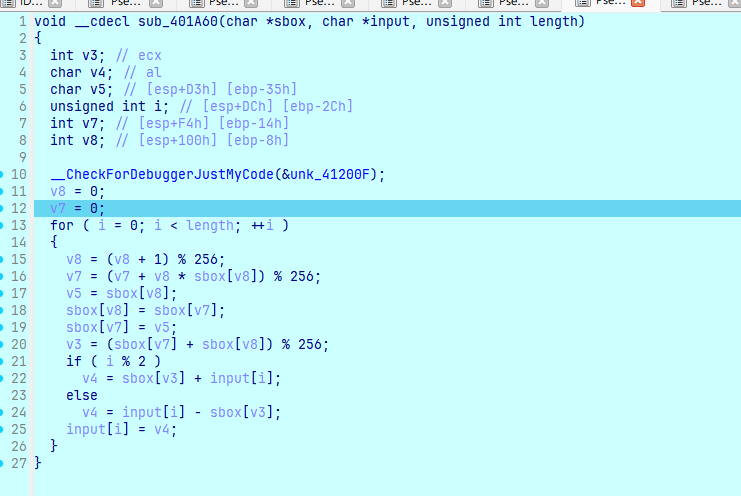 ID... Pse... Pse... Pse... Pse... Pse... Pse... Pse...
1 void __cdecl sub_401A60(char *sbox, char *input, unsigned int length)
2 {
3 int v3; // ecx
4 char v4; // al
5 char v5; // [esp+D3h] [ebp-35h]
6 unsigned int i; // [esp+DCh] [ebp-2Ch]
7 int v7; // [esp+F4h] [ebp-14h]
8 int v8; // [esp+100h] [ebp-8h]
9
10 __CheckForDebuggerJustMyCode(&unk_41200F);
11 v8 = 0;
12 v7 = 0;
13 for ( i = 0; i < length; ++i )
14 {
15 v8 = (v8 + 1) % 256;
16 v7 = (v7 + v8 * sbox[v8]) % 256;
17 v5 = sbox[v8];
18 sbox[v8] = sbox[v7];
19 sbox[v7] = v5;
20 v3 = (sbox[v7] + sbox[v8]) % 256;
21 if ( i % 2 )
22 v4 = sbox[v3] + input[i];
23 else
24 v4 = input[i] - sbox[v3];
25 input[i] = v4;
26 }
27 }